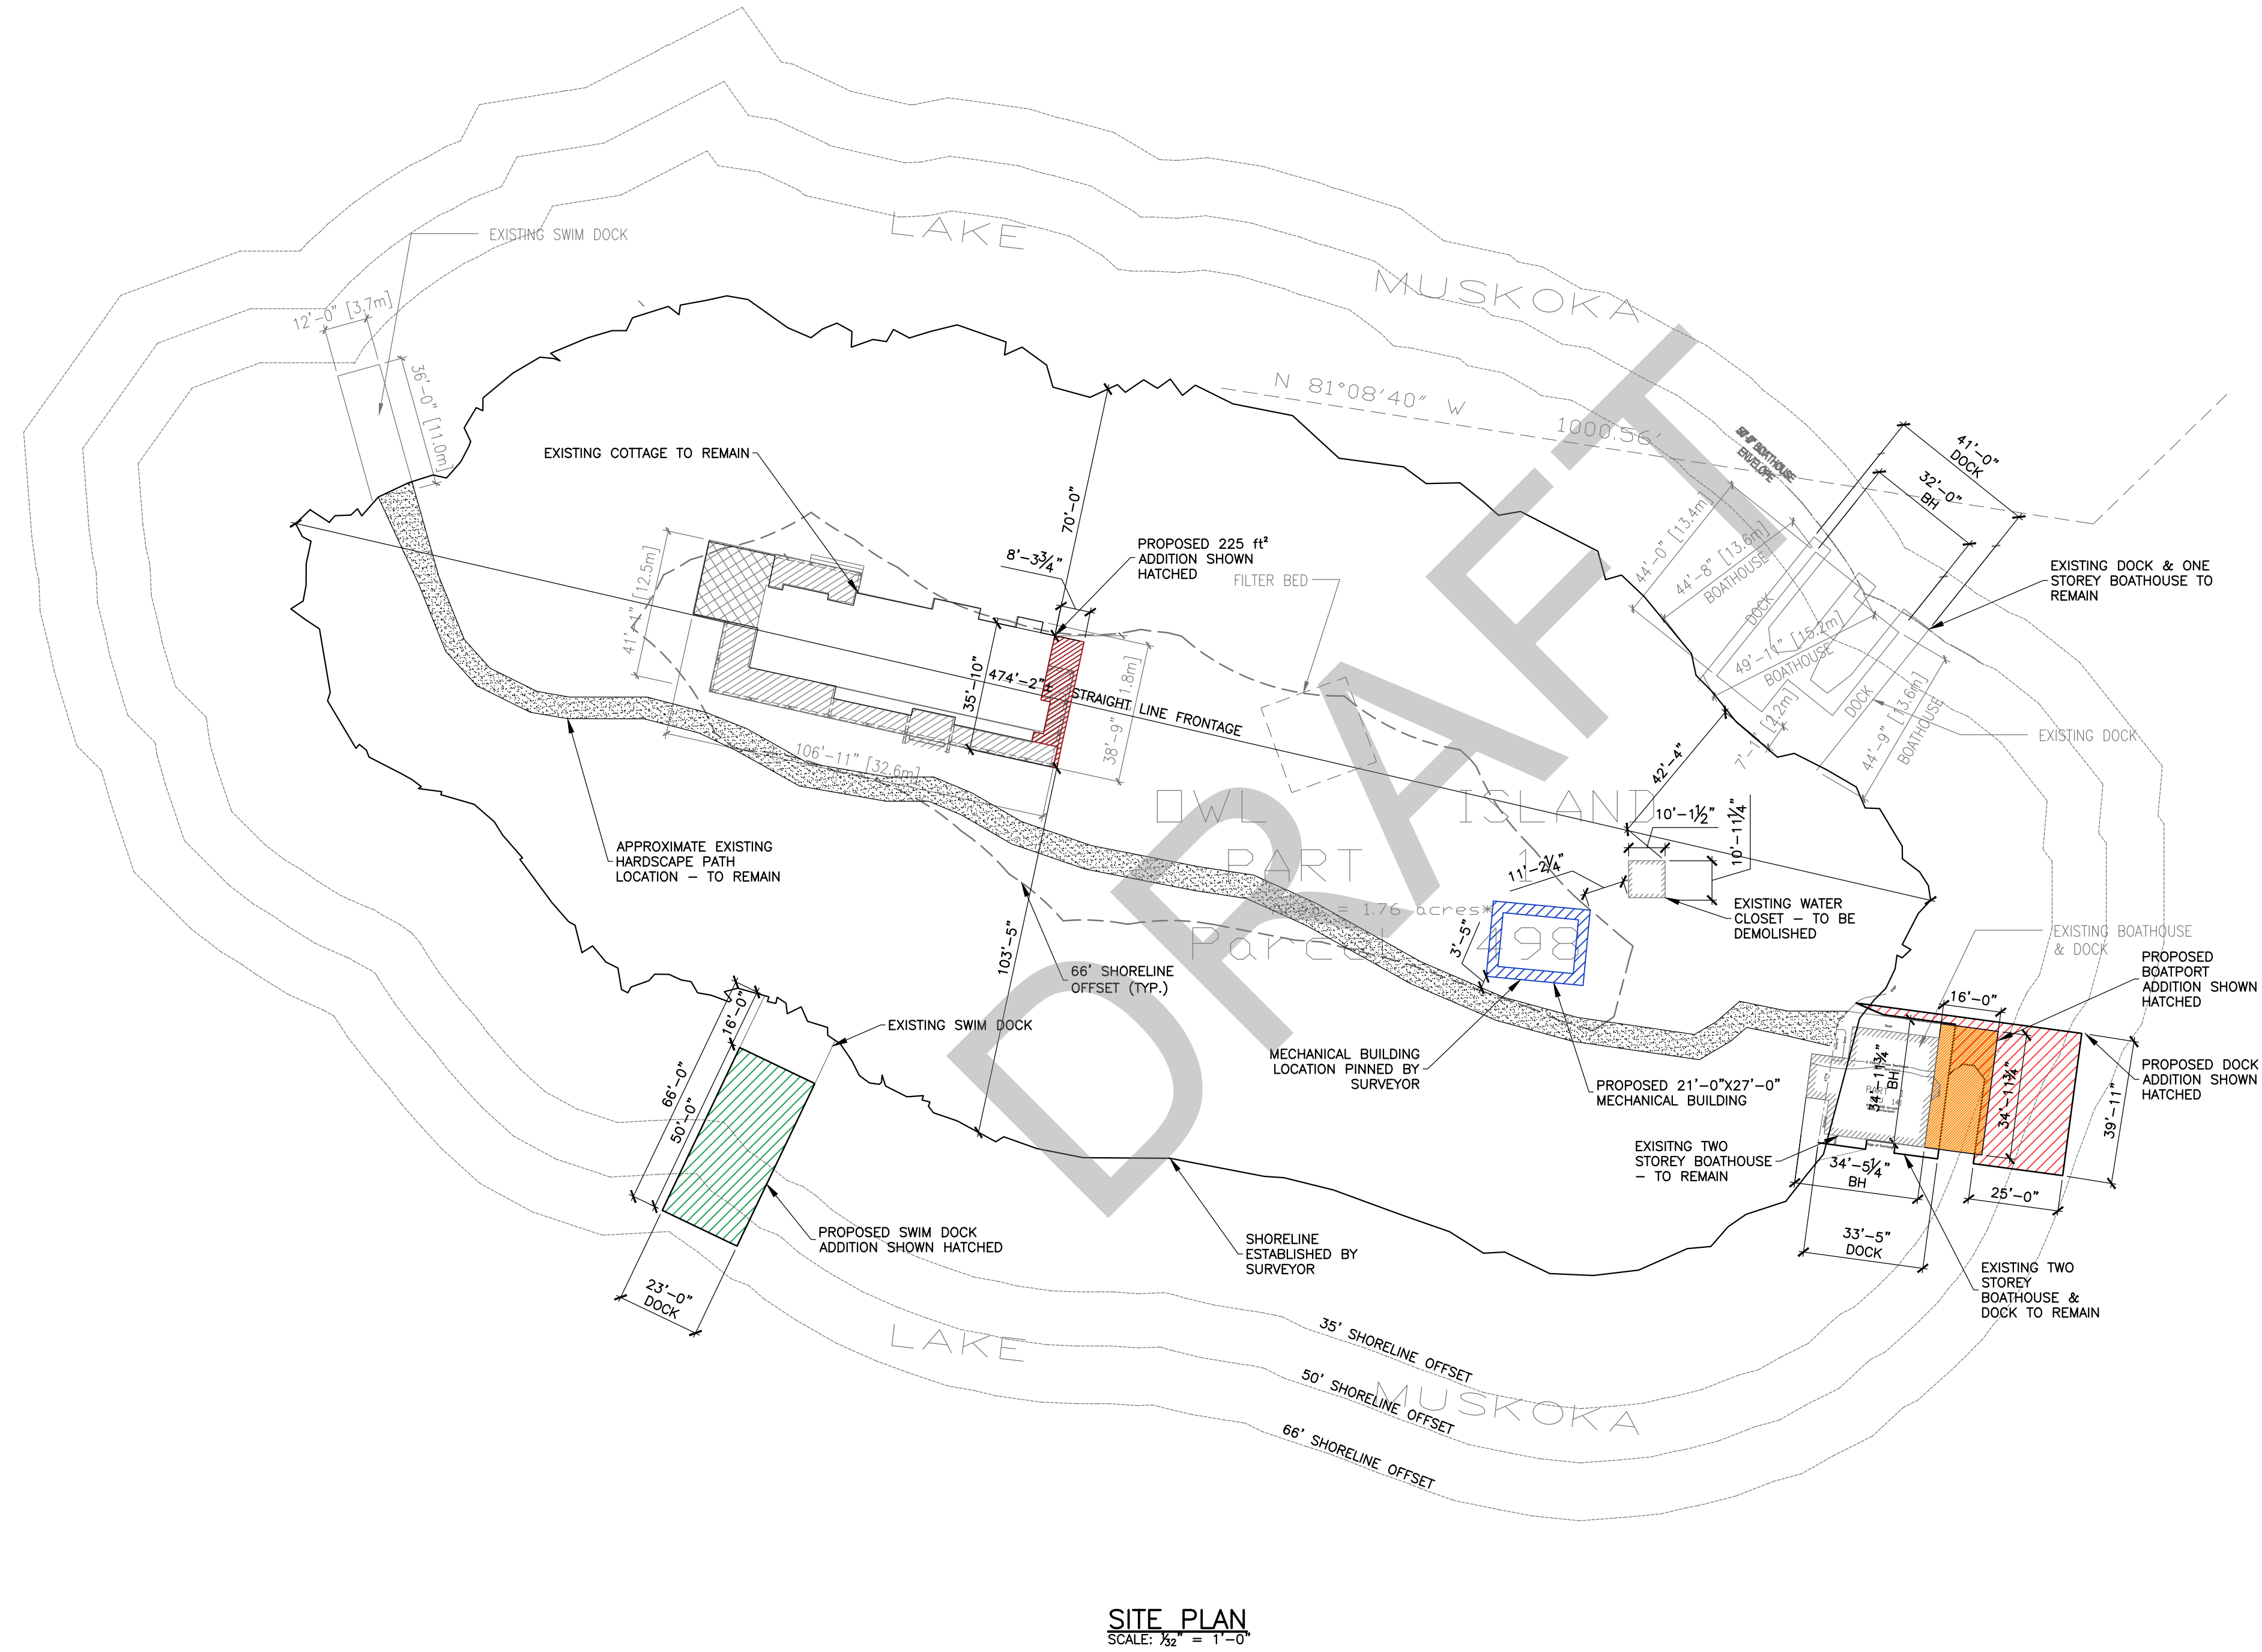 LAKE
MUSKOKA
EXISTING SWIM DOCK
12'-0" [3.7m]
36'-0" [11.0m]
N 81°08'40" W
1000.56'
BOATHOUSE
ENVELOPE
41'-0"
DOCK
32'-0"
BH
44'-0" [13.4m]
44'-8" [13.6m]
BOATHOUSE
DOCK
49'-11" [15.2m]
BOATHOUSE
DOCK
7'-1" [2.2m]
44'-9" [13.6m]
BOATHOUSE
EXISTING DOCK & ONE
STOREY BOATHOUSE TO
REMAIN
EXISTING DOCK
EXISTING COTTAGE TO REMAIN
70'-0"
8'-3¾"
PROPOSED 225 ft²
ADDITION SHOWN
HATCHED
FILTER BED
41'-1" [12.5m]
35'-10"
474'-2"± STRAIGHT LINE FRONTAGE
38'-9" 1.8m]
106'-11" [32.6m]
42'-4"
10'-1½"
10'-11¼"
11'-2¼"
OWL ISLAND
PART 1
= 1.76 acres*
Parcel 498
DRAFT
APPROXIMATE EXISTING
HARDSCAPE PATH
LOCATION – TO REMAIN
103'-5"
66' SHORELINE
OFFSET (TYP.)
3'-5"
EXISTING WATER
CLOSET – TO BE
DEMOLISHED
EXISTING BOATHOUSE
& DOCK
PROPOSED
BOATPORT
ADDITION SHOWN
HATCHED
16'-0"
16'-0"
EXISTING SWIM DOCK
66'-0"
50'-0"
MECHANICAL BUILDING
LOCATION PINNED BY
SURVEYOR
PROPOSED 21'-0"X27'-0"
MECHANICAL BUILDING
34'-11¾"
BH
34'-11¾"
39'-11"
PROPOSED DOCK
ADDITION SHOWN
HATCHED
EXISITNG TWO
STOREY BOATHOUSE
– TO REMAIN
34'-5¼"
BH
25'-0"
33'-5"
DOCK
EXISTING TWO
STOREY
BOATHOUSE &
DOCK TO REMAIN
PROPOSED SWIM DOCK
ADDITION SHOWN HATCHED
23'-0"
DOCK
SHORELINE
ESTABLISHED BY
SURVEYOR
LAKE
MUSKOKA
35' SHORELINE OFFSET
50' SHORELINE OFFSET
66' SHORELINE OFFSET
SITE PLAN
SCALE: 1/32" = 1'-0"